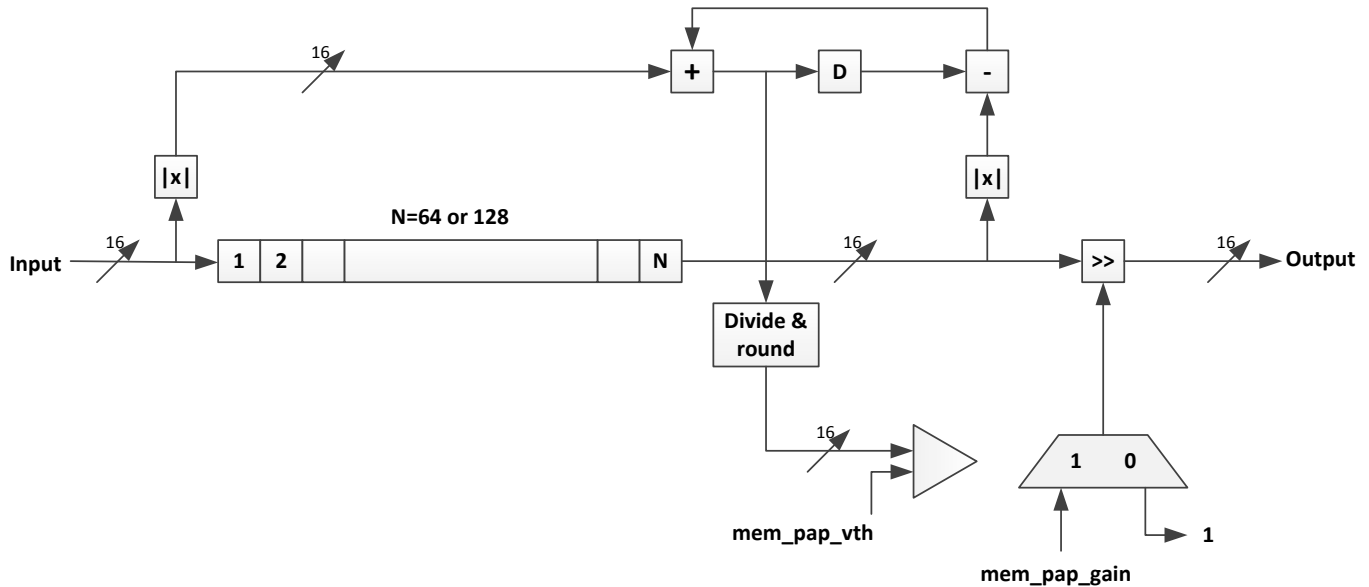 16
+
D
-
|x|
|x|
N=64 or 128
Input
16
1
2
N
16
>>
16
Output
Divide &
round
16
1
0
mem_pap_vth
1
mem_pap_gain